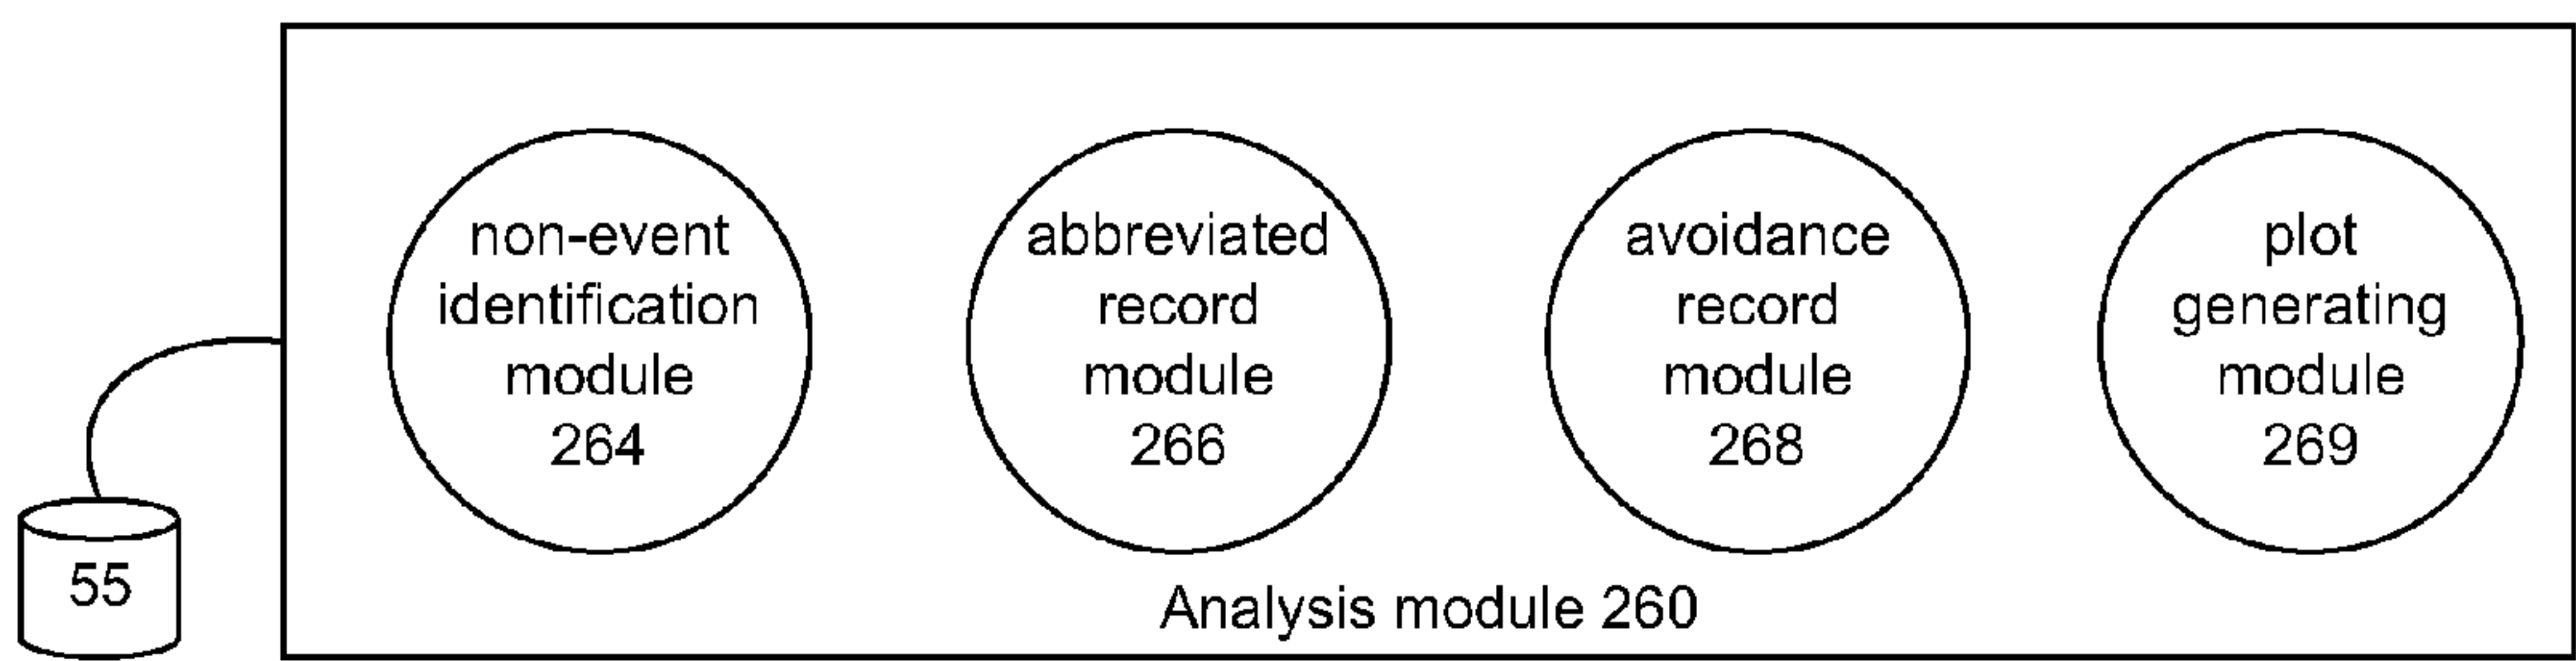 non-event
identification
module
264
abbreviated
record
module
266
avoidance
record
module
268
plot
generating
module
269
55
Analysis module 260